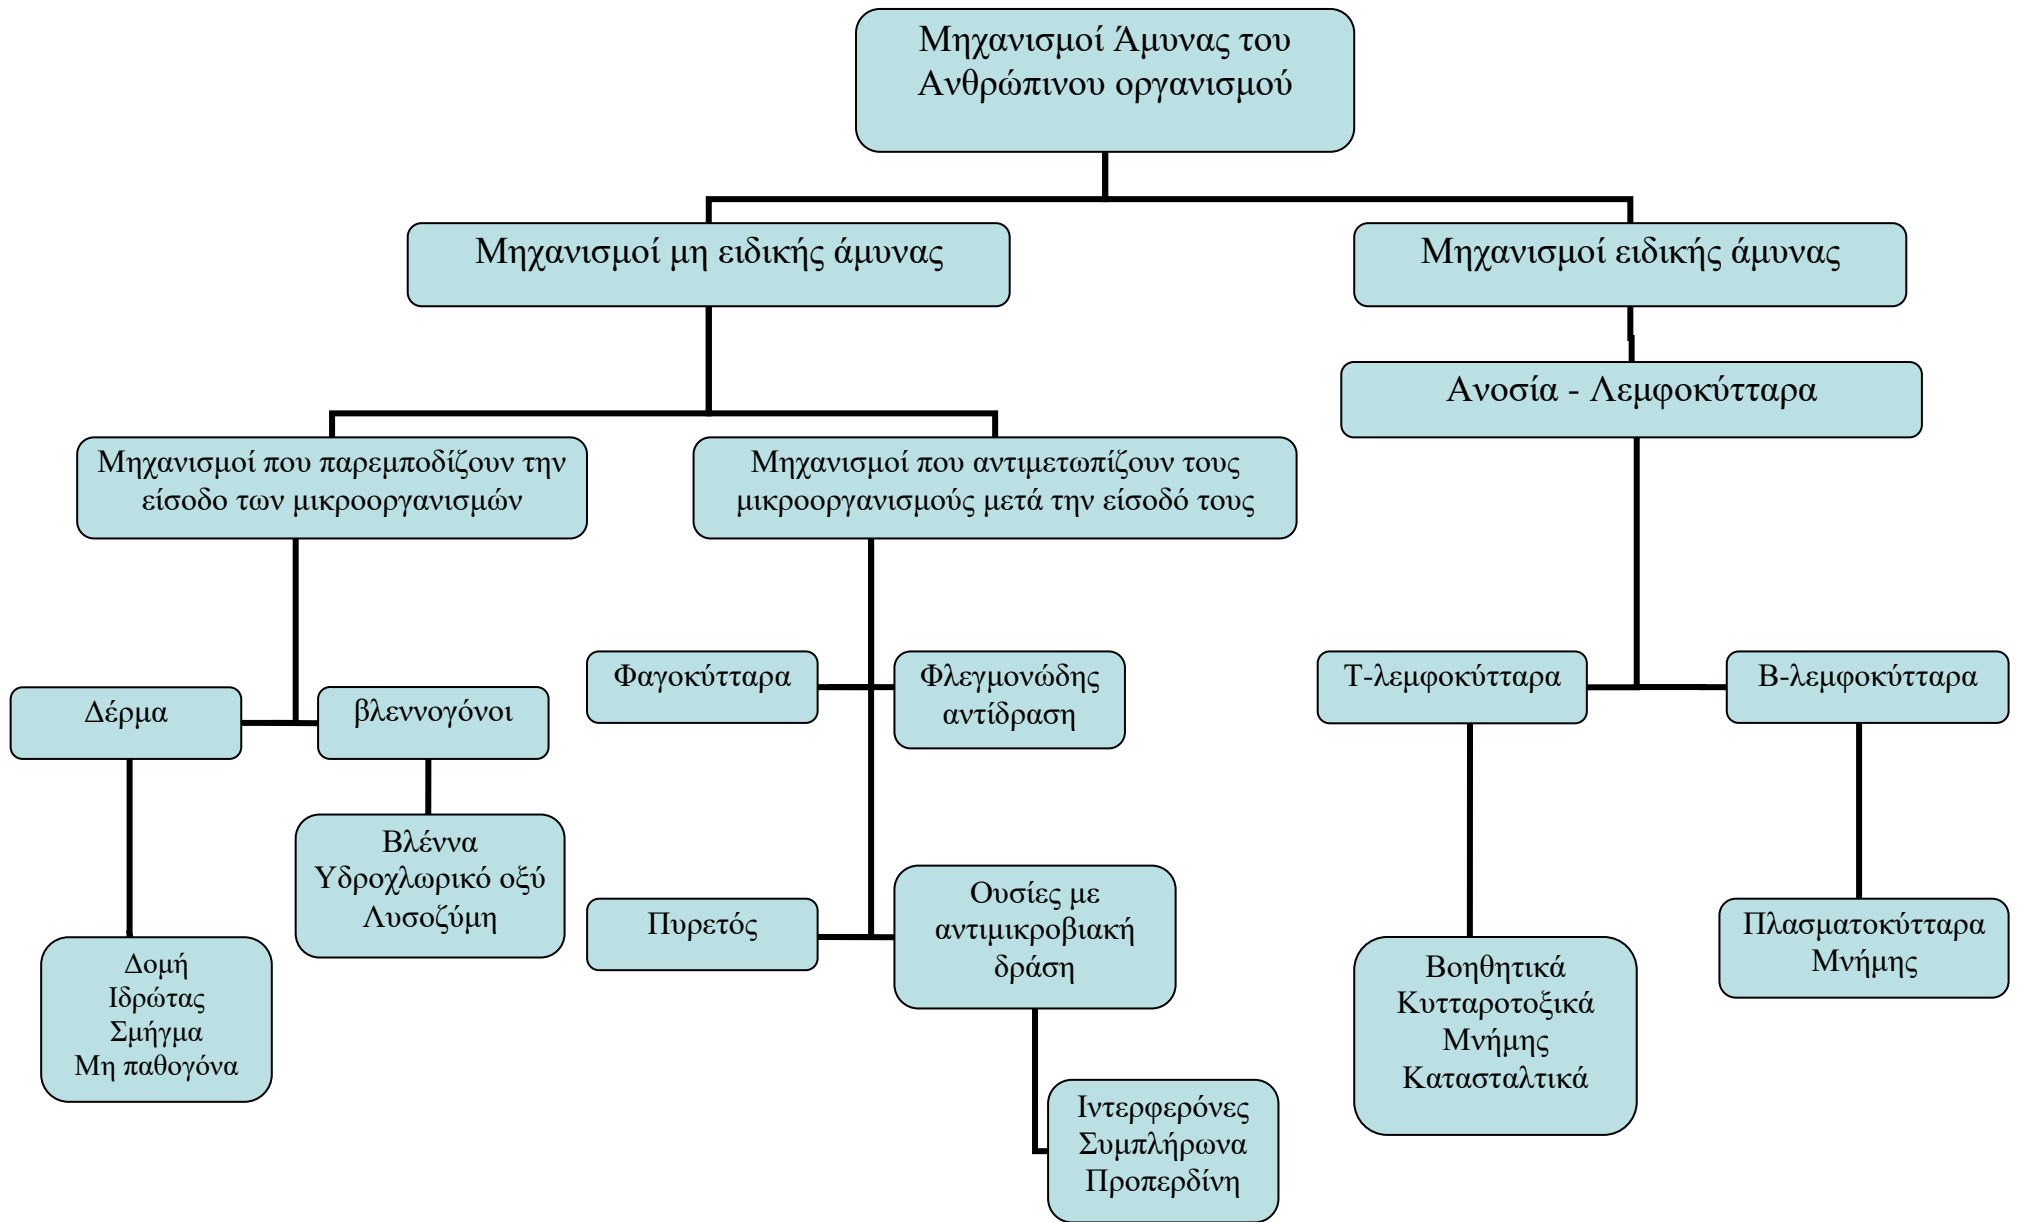 Μηχανισμοί Άμυνας του
Ανθρώπινου οργανισμού
Μηχανισμοί μη ειδικής άμυνας
Μηχανισμοί ειδικής άμυνας
Ανοσία - Λεμφοκύτταρα
Μηχανισμοί που παρεμποδίζουν την
είσοδο των μικροοργανισμών
Μηχανισμοί που αντιμετωπίζουν τους
μικροοργανισμούς μετά την είσοδό τους
Φαγοκύτταρα
Φλεγμονώδης
αντίδραση
Τ-λεμφοκύτταρα
Β-λεμφοκύτταρα
Δέρμα
βλεννογόνοι
Βλέννα
Υδροχλωρικό οξύ
Λυσοζύμη
Πυρετός
Ουσίες με
αντιμικροβιακή
δράση
Πλασματοκύτταρα
Μνήμης
Δομή
Ιδρώτας
Σμήγμα
Μη παθογόνα
Βοηθητικά
Κυτταροτοξικά
Μνήμης
Κατασταλτικά
Ιντερφερόνες
Συμπλήρωνα
Προπερδίνη